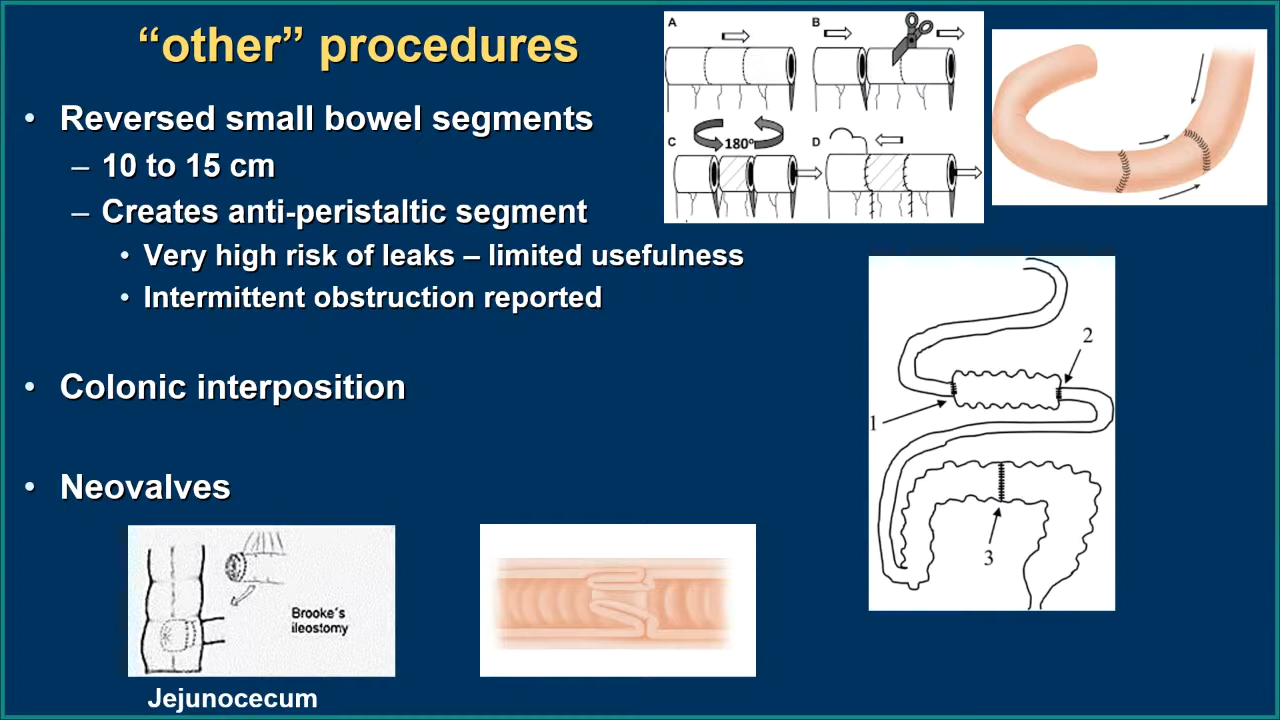 “other” procedures
• Reversed small bowel segments
– 10 to 15 cm
– Creates anti-peristaltic segment
• Very high risk of leaks – limited usefulness
• Intermittent obstruction reported
• Colonic interposition
• Neovalves
A
B
C
180º
D
1
2
3
Brooke´s
ileostomy
Jejunocecum